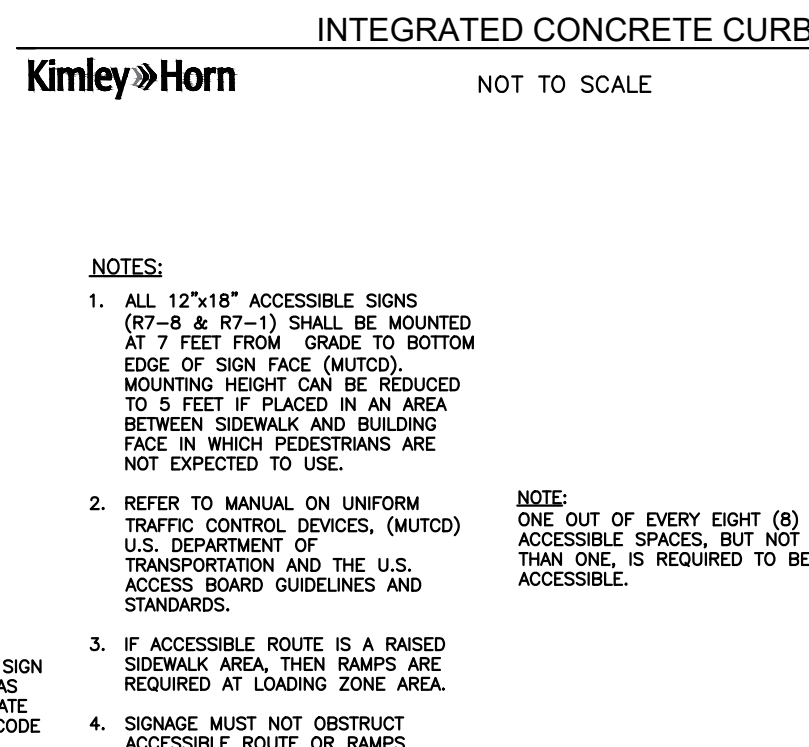 INTEGRATED CONCRETE CURB
Kimley»Horn
NOT TO SCALE
NOTES:
1. ALL 12"x18" ACCESSIBLE SIGNS
(R7-8 & R7-1) SHALL BE MOUNTED
AT 7 FEET FROM GRADE TO BOTTOM
EDGE OF SIGN FACE (MUTCD).
MOUNTING HEIGHT CAN BE REDUCED
TO 5 FEET IF PLACED IN AN AREA
BETWEEN SIDEWALK AND BUILDING
FACE IN WHICH PEDESTRIANS ARE
NOT EXPECTED TO USE.
2. REFER TO MANUAL ON UNIFORM
TRAFFIC CONTROL DEVICES, (MUTCD)
U.S. DEPARTMENT OF
TRANSPORTATION AND THE U.S.
ACCESS BOARD GUIDELINES AND
STANDARDS.
3. IF ACCESSIBLE ROUTE IS A RAISED
SIDEWALK AREA, THEN RAMPS ARE
REQUIRED AT LOADING ZONE AREA.
4. SIGNAGE MUST NOT OBSTRUCT
ACCESSIBLE ROUTE OR RAMPS
NOTE:
ONE OUT OF EVERY EIGHT (8)
ACCESSIBLE SPACES, BUT NOT
THAN ONE, IS REQUIRED TO BE
ACCESSIBLE.
SIGN
AS
ATE
CODE